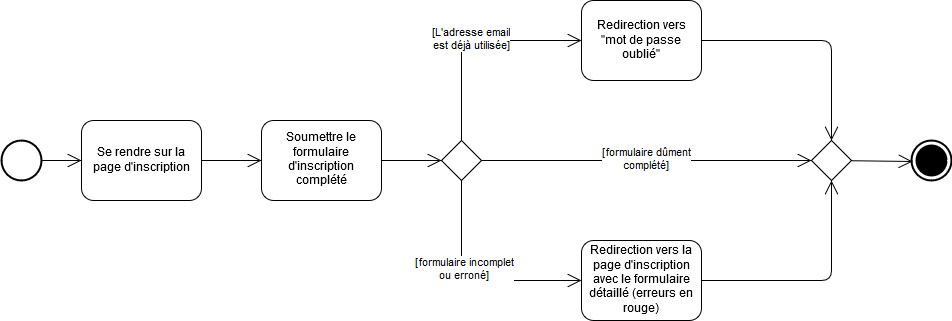 Se rendre sur la
page d'inscription
Soumettre le
formulaire
d'inscription
complété
[L'adresse email
est déjà utilisée]
Redirection vers
"mot de passe
oublié"
[formulaire dûment
complété]
[formulaire incomplet
ou erroné]
Redirection vers la
page d'inscription
avec le formulaire
détaillé (erreurs en
rouge)